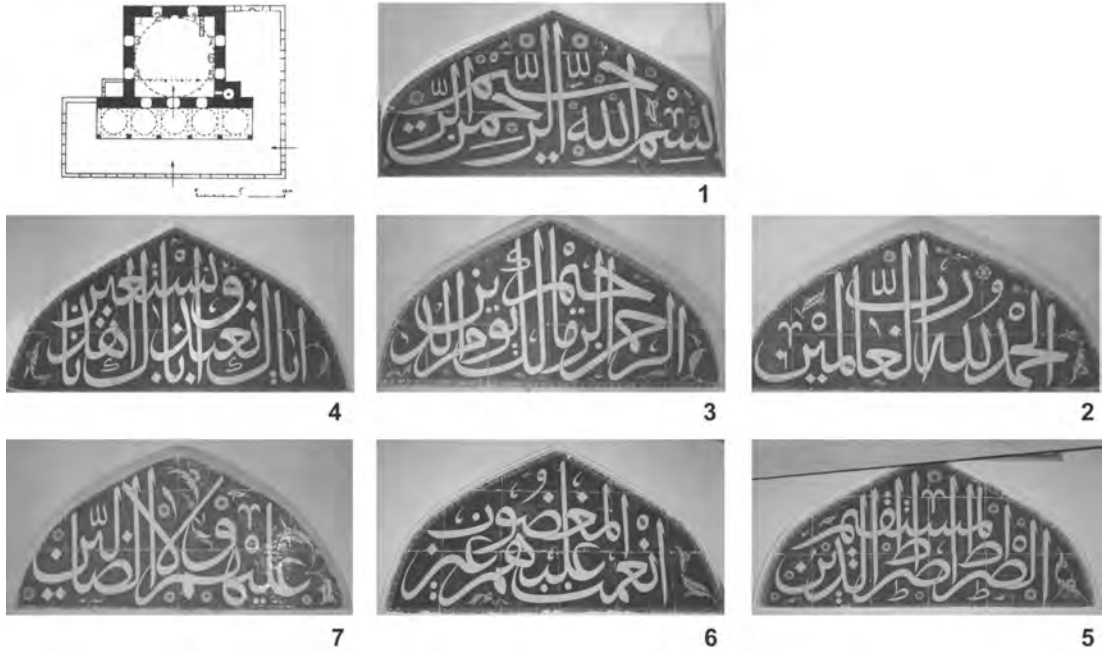 بسم الله الرحمن الرحيم
1
الحمد لله رب العالمين
2
الرحمن الرحيم مالك يوم الدين
3
اياك نعبد واياك نستعين اهدنا
4
الصراط المستقيم صراط الذين
5
انعمت عليهم غير المغضوب
6
عليهم ولا الضالين
7